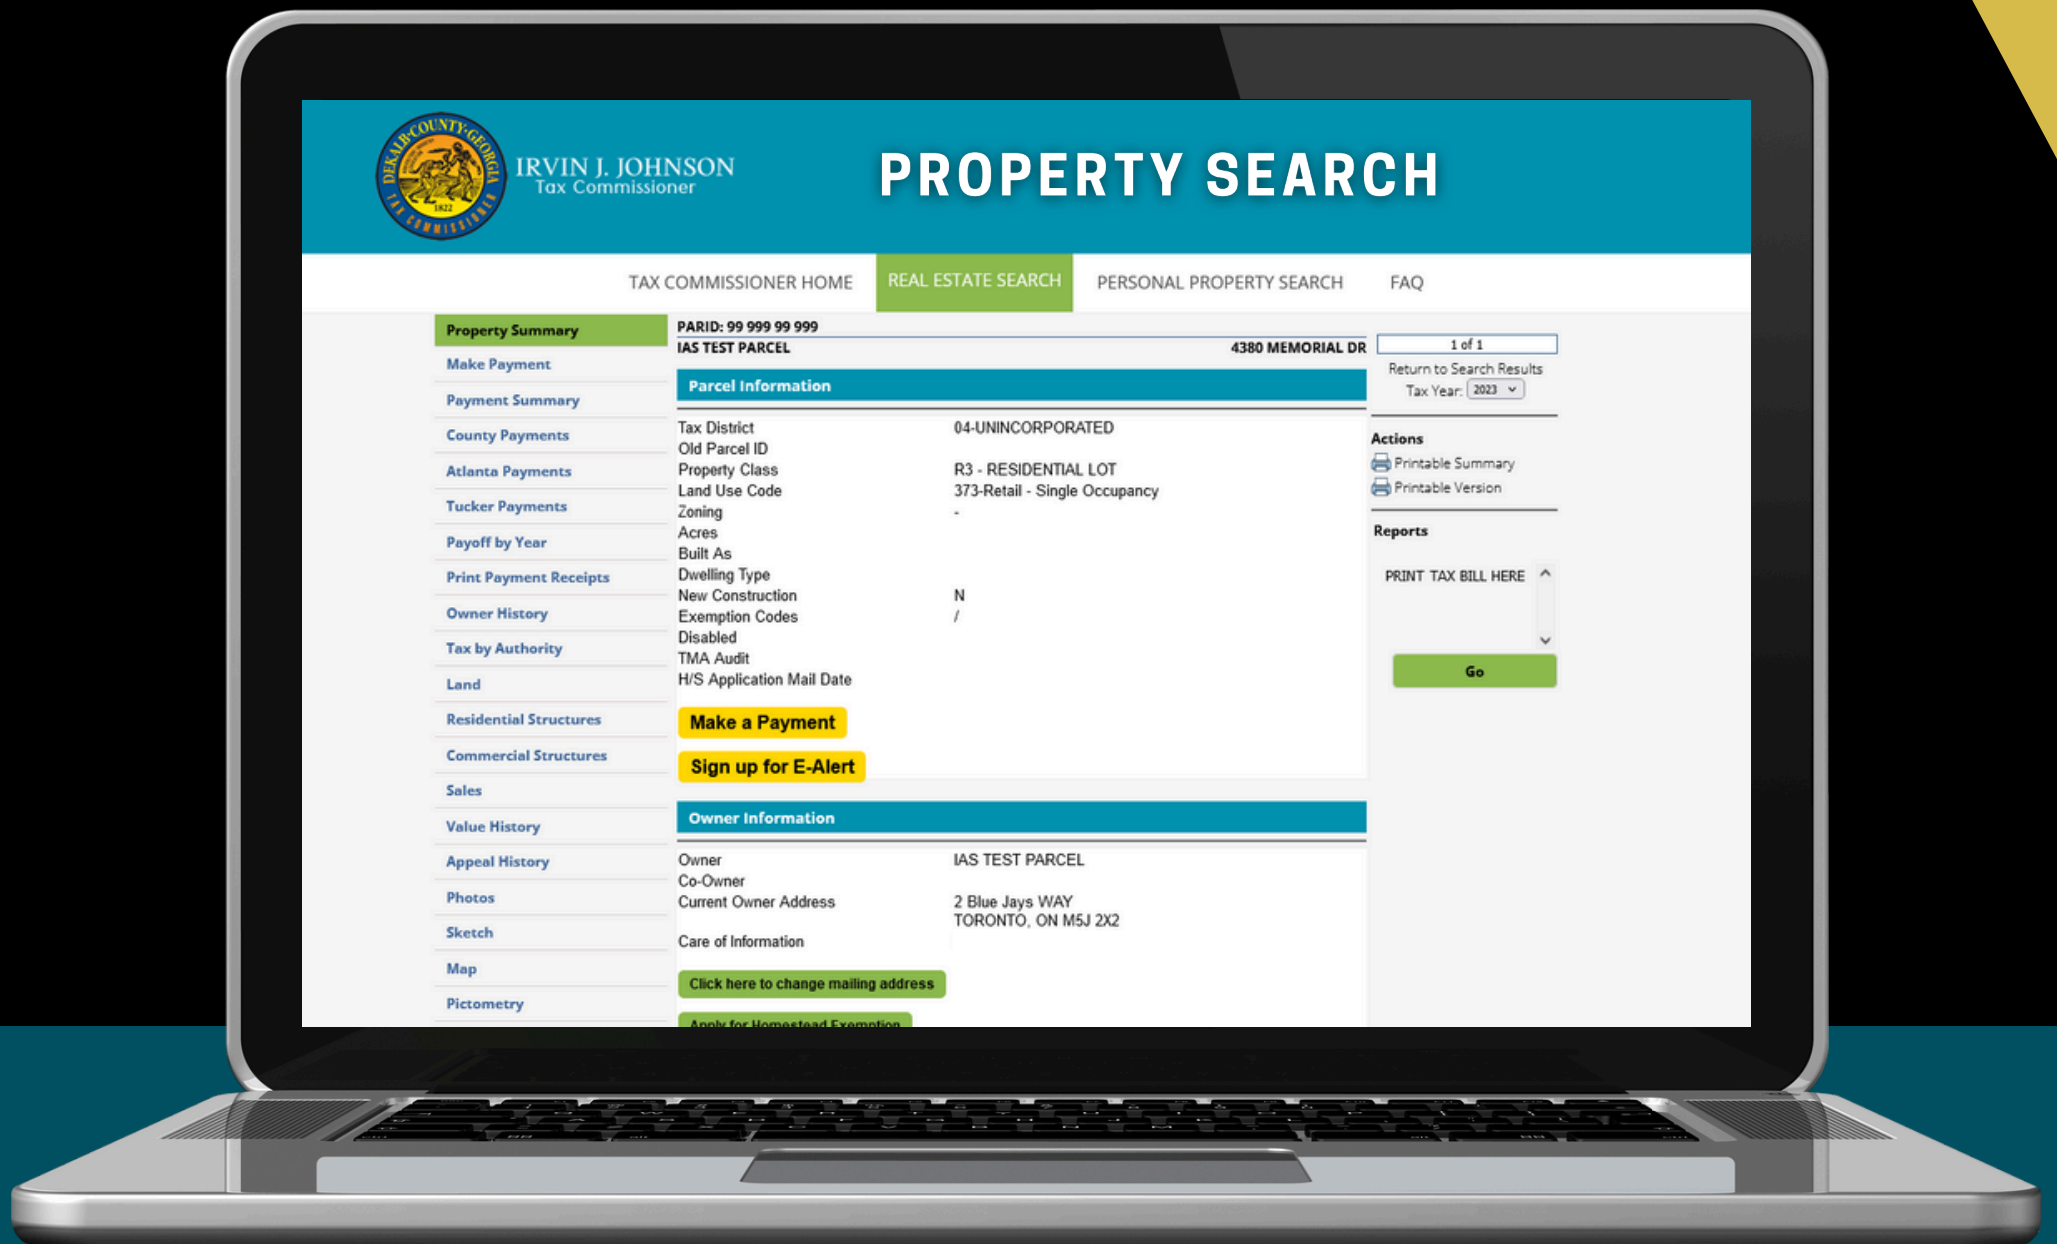 DEKALB·COUNTY·GEORGIA
TAX COMMISSIONER
1822
IRVIN J. JOHNSON
Tax Commissioner
PROPERTY SEARCH
TAX COMMISSIONER HOME
REAL ESTATE SEARCH
PERSONAL PROPERTY SEARCH
FAQ
Property Summary
Make Payment
Payment Summary
County Payments
Atlanta Payments
Tucker Payments
Payoff by Year
Print Payment Receipts
Owner History
Tax by Authority
Land
Residential Structures
Commercial Structures
Sales
Value History
Appeal History
Photos
Sketch
Map
Pictometry
PARID: 99 999 99 999
IAS TEST PARCEL 4380 MEMORIAL DR
Parcel Information
Tax District 04-UNINCORPORATED
Old Parcel ID
Property Class R3 - RESIDENTIAL LOT
Land Use Code 373-Retail - Single Occupancy
Zoning -
Acres
Built As
Dwelling Type
New Construction N
Exemption Codes /
Disabled
TMA Audit
H/S Application Mail Date
Make a Payment
Sign up for E-Alert
Owner Information
Owner IAS TEST PARCEL
Co-Owner
Current Owner Address 2 Blue Jays WAY
TORONTO, ON M5J 2X2
Care of Information
Click here to change mailing address
Apply for Homestead Exemption
1 of 1
Return to Search Results
Tax Year: 2023
Actions
Printable Summary
Printable Version
Reports
PRINT TAX BILL HERE
Go